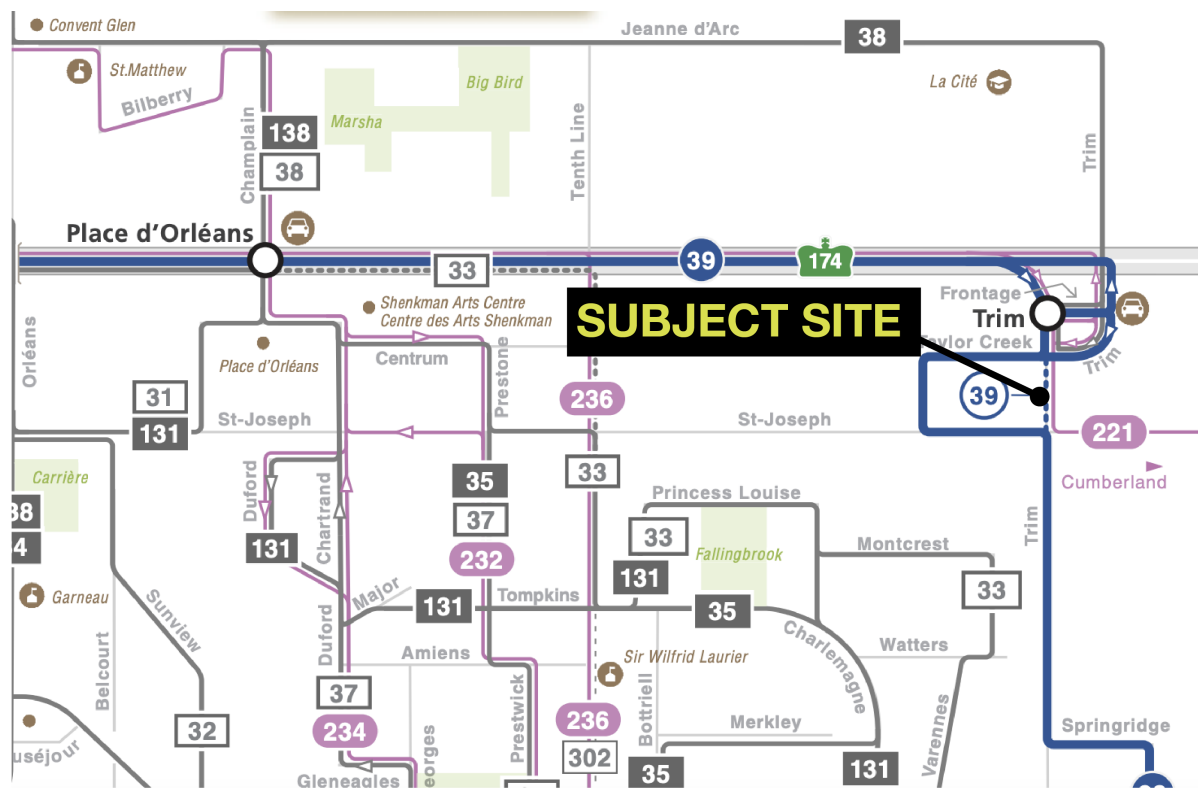 Convent Glen
Jeanne d'Arc
38
St.Matthew
Bilberry
Big Bird
La Cité
Marsha
Champlain
138
38
Tenth Line
Trim
Place d'Orléans
39
174
33
Frontage
Shenkman Arts Centre
Centre des Arts Shenkman
SUBJECT SITE
Trim
Taylor Creek
Trim
Orléans
Place d'Orléans
Centrum
Prestone
31
131
236
39
St-Joseph
St-Joseph
221
Cumberland
Carrière
Duford
Chartrand
35
37
232
33
38
Princess Louise
33
Fallingbrook
Montcrest
Trim
131
131
33
Garneau
Sunview
Major
131
Tompkins
35
Charlemagne
Watters
Belcourt
Duford
Amiens
Sir Wilfrid Laurier
37
234
Prestwick
236
302
Bottriell
Merkley
Varennes
Springridge
32
Gleneagles
35
131